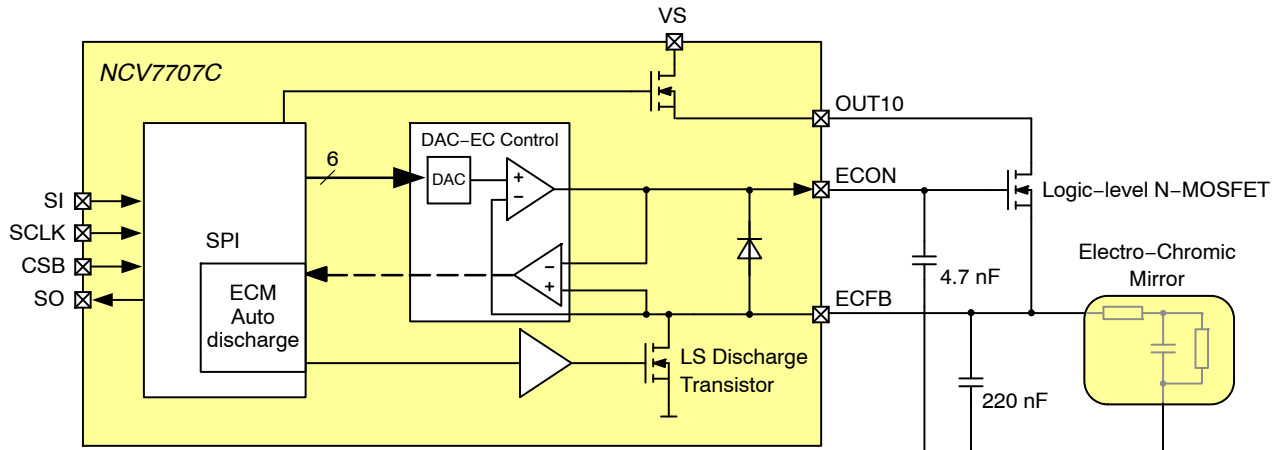 VS
NCV7707C
OUT10
DAC−EC Control
6
DAC
+
−
ECON
Logic−level N−MOSFET
SI
SCLK
SPI
CSB
−
+
Electro−Chromic
Mirror
4.7 nF
SO
ECM
Auto
discharge
ECFB
LS Discharge
Transistor
220 nF